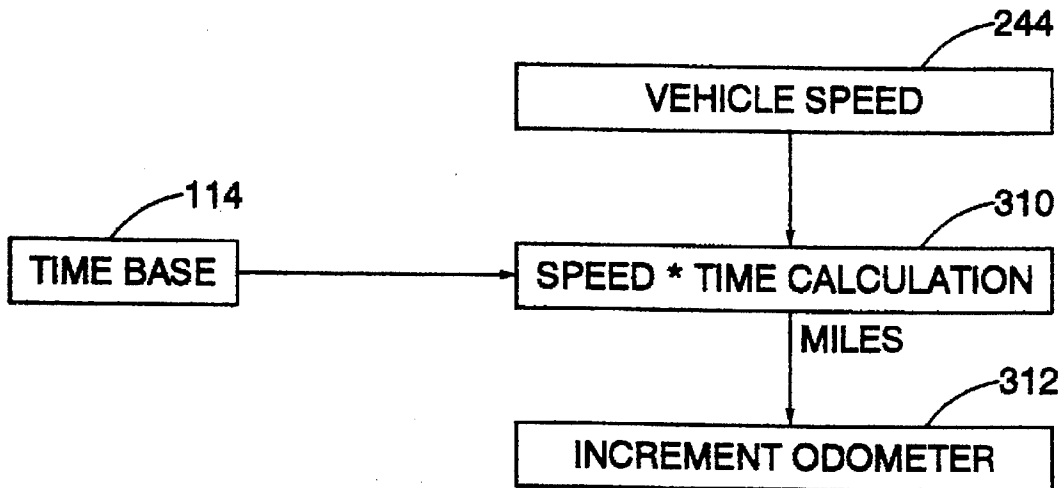 244
VEHICLE SPEED
114
310
TIME BASE
SPEED * TIME CALCULATION
MILES
312
INCREMENT ODOMETER